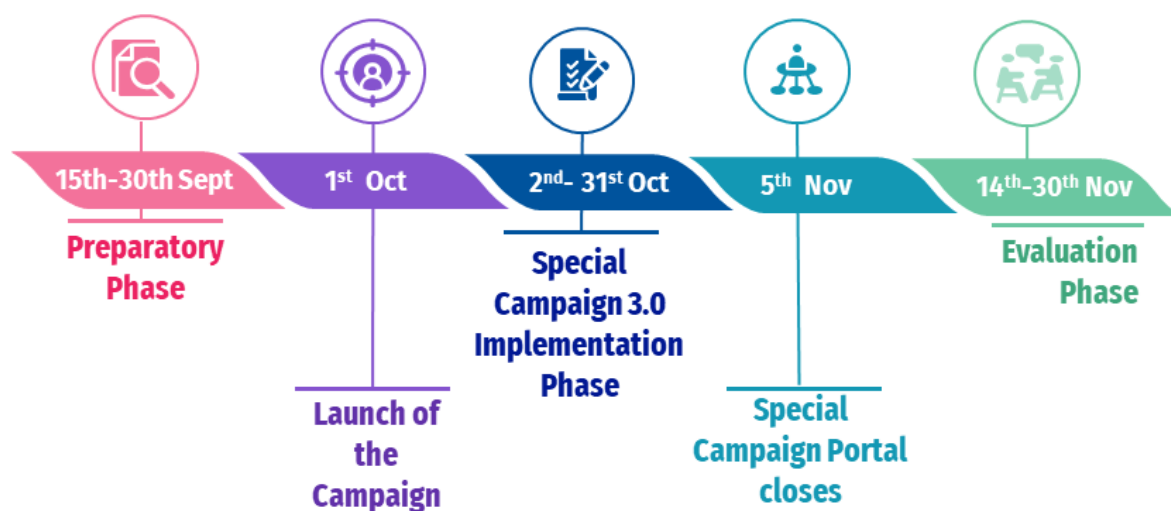 15th-30th Sept
1st Oct
2nd- 31st Oct
5th Nov
14th-30th Nov
Preparatory
Phase
Launch of
the
Campaign
Special
Campaign 3.0
Implementation
Phase
Special
Campaign Portal
closes
Evaluation
Phase